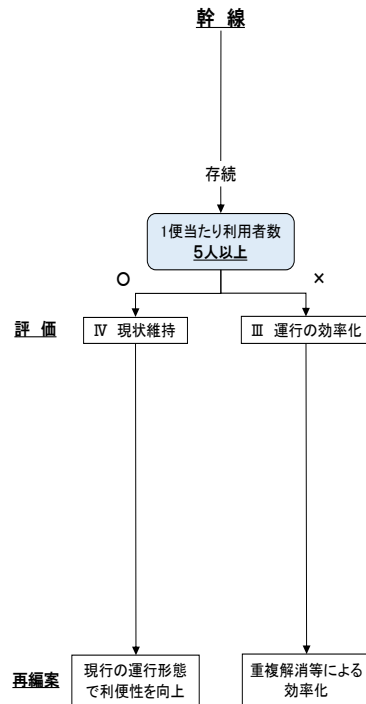 幹 線
存続
1便当たり利用者数
5人以上
○ ×
評 価 Ⅳ 現状維持 Ⅲ 運行の効率化
再編案
現行の運行形態
で利便性を向上
重複解消等による
効率化